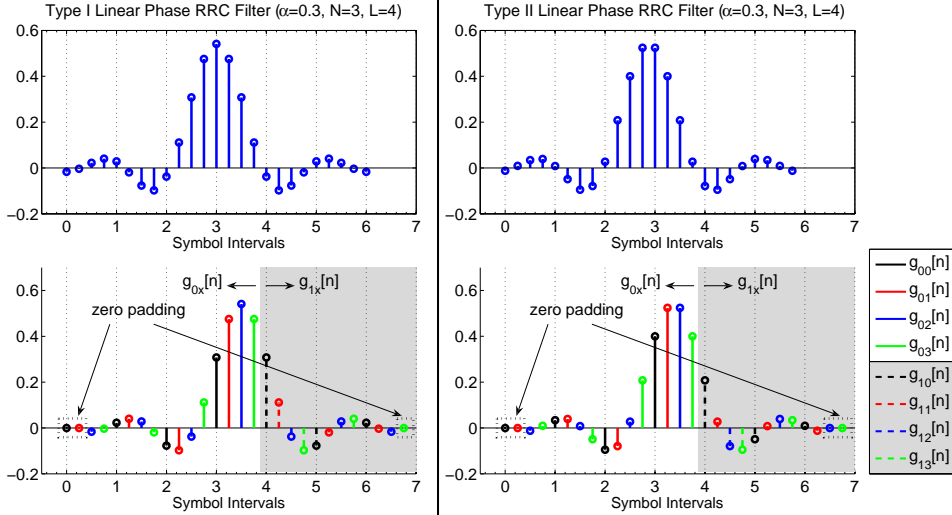 Type I Linear Phase RRC Filter (α=0.3, N=3, L=4)
0.6
0.4
0.2
0
−0.2
0 1 2 3 4 5 6 7
Symbol Intervals
g0x[n] g1x[n]
zero padding
0.6
0.4
0.2
0
−0.2
0 1 2 3 4 5 6 7
Symbol Intervals
Type II Linear Phase RRC Filter (α=0.3, N=3, L=4)
0.6
0.4
0.2
0
−0.2
0 1 2 3 4 5 6 7
Symbol Intervals
g0x[n] g1x[n]
zero padding
0.6
0.4
0.2
0
−0.2
0 1 2 3 4 5 6 7
Symbol Intervals
g00[n]
g01[n]
g02[n]
g03[n]
g10[n]
g11[n]
g12[n]
g13[n]